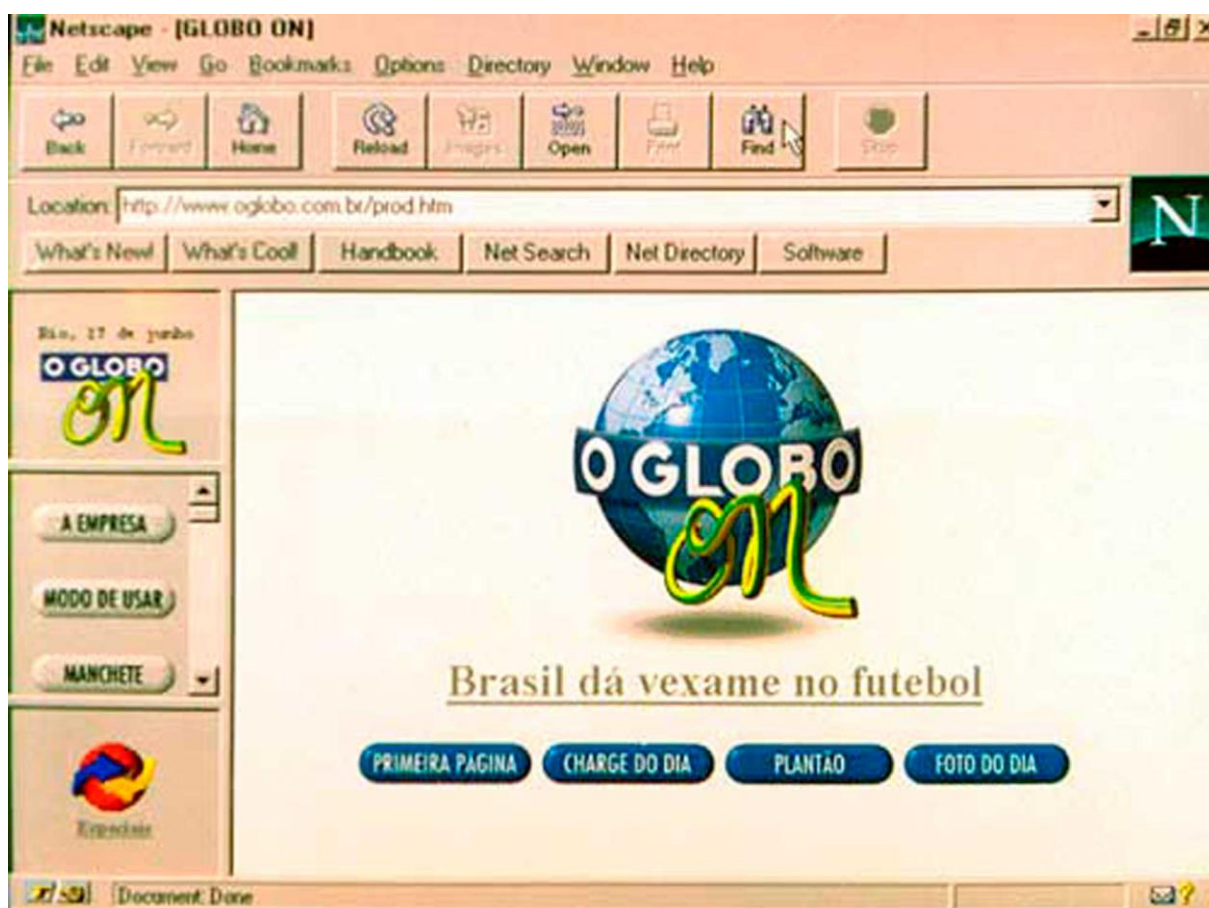 Netscape - [GLOBO ON]
File Edit View Go Bookmarks Options Directory Window Help
Back Forward Home Reload Images Open Print Find Stop
Location: http://www.oglobo.com.br/prod.htm
N
What's New! What's Cool! Handbook Net Search Net Directory Software
Rio, 17 de junho
O GLOBO
on
A EMPRESA
MODO DE USAR
MANCHETE
Especiais
O GLOBO
on
Brasil dá vexame no futebol
PRIMEIRA PÁGINA CHARGE DO DIA PLANTÃO FOTO DO DIA
Document: Done